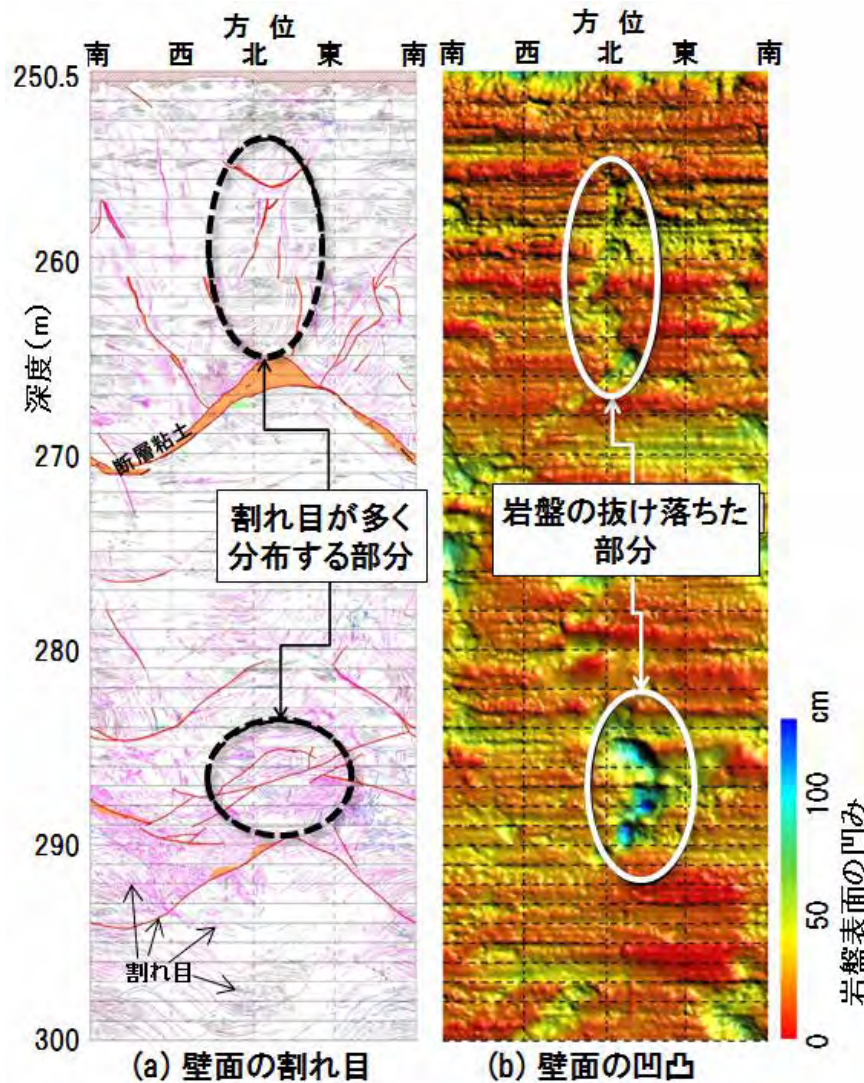 方 位
南 西 北 東 南
方 位
南 西 北 東 南
250.5
260
270
280
290
300
深度(m)
断層粘土
割れ目が多く
分布する部分
割れ目
岩盤の抜け落ちた
部分
cm
100
50
0
岩盤表面の凹み
(a) 壁面の割れ目
(b) 壁面の凹凸